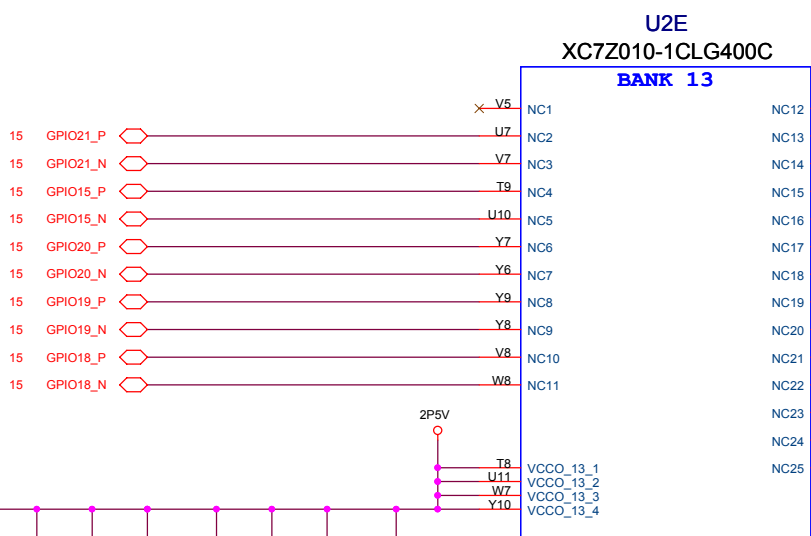 U2E
XC7Z010-1CLG400C
BANK 13
V5 NC1 NC12
15 GPIO21_P U7 NC2 NC13
15 GPIO21_N V7 NC3 NC14
15 GPIO15_P T9 NC4 NC15
15 GPIO15_N U10 NC5 NC16
15 GPIO20_P Y7 NC6 NC17
15 GPIO20_N Y6 NC7 NC18
15 GPIO19_P Y9 NC8 NC19
15 GPIO19_N Y8 NC9 NC20
15 GPIO18_P V8 NC10 NC21
15 GPIO18_N W8 NC11 NC22
2P5V NC23
NC24
T8 VCCO_13_1 NC25
U11 VCCO_13_2
W7 VCCO_13_3
Y10 VCCO_13_4